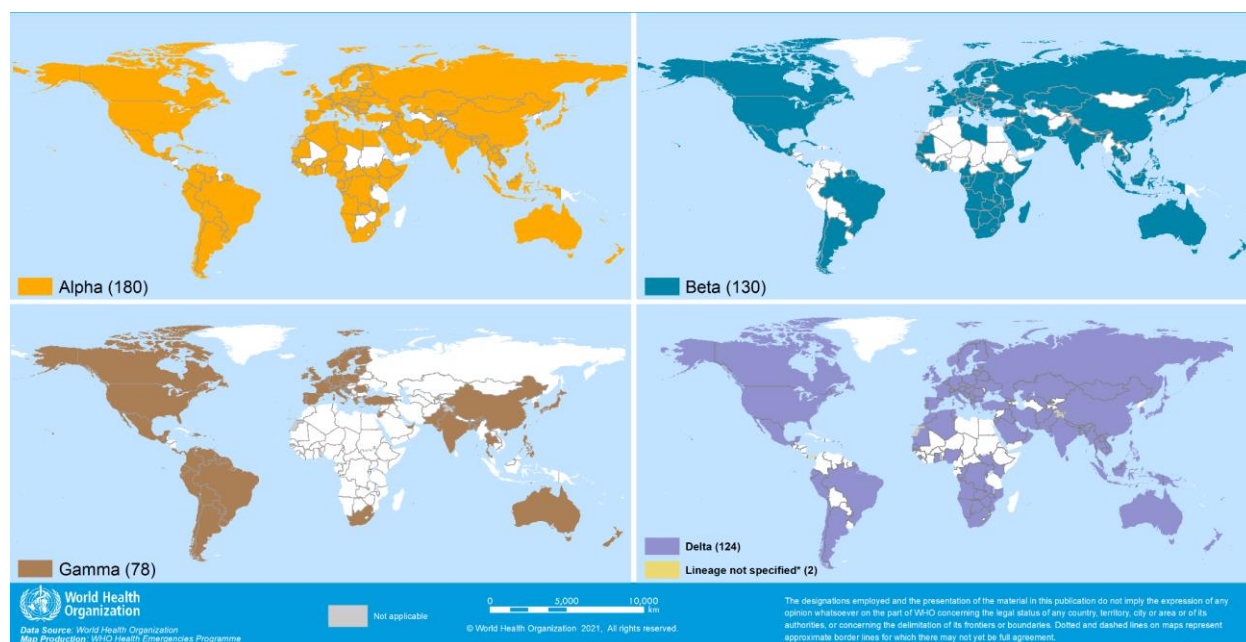 Alpha (180)
Beta (130)
Gamma (78)
Delta (124)
Lineage not specified* (2)
World Health
Organization
Data Source: World Health Organization
Map Production: WHO Health Emergencies Programme
Not applicable
0 5,000 10,000
km
© World Health Organization 2021, All rights reserved.
The designations employed and the presentation of the material in this publication do not imply the expression of any
opinion whatsoever on the part of WHO concerning the legal status of any country, territory, city or area or of its
authorities, or concerning the delimitation of its frontiers or boundaries. Dotted and dashed lines on maps represent
approximate border lines for which there may not yet be full agreement.